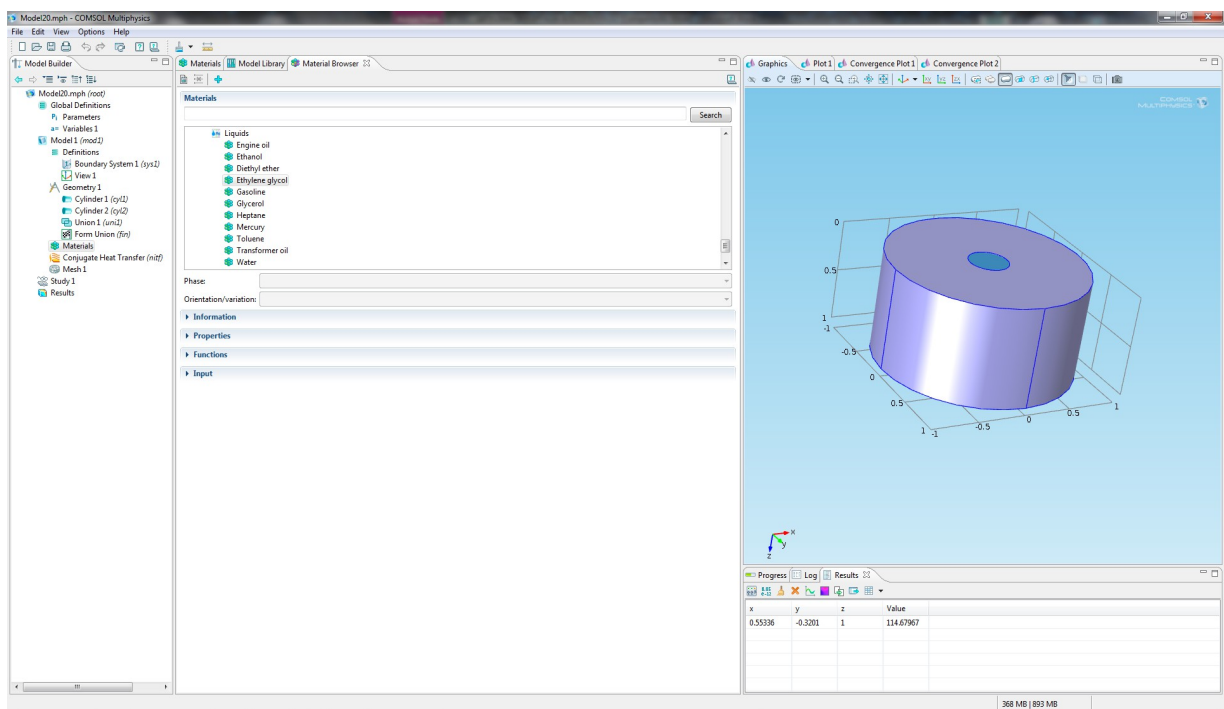 Model20.mph - COMSOL Multiphysics
File Edit View Options Help
Model Builder
Model20.mph (root)
Global Definitions
Pi Parameters
a= Variables 1
Model 1 (mod1)
Definitions
Boundary System 1 (sys1)
View 1
Geometry 1
Cylinder 1 (cyl1)
Cylinder 2 (cyl2)
Union 1 (uni1)
Form Union (fin)
Materials
Conjugate Heat Transfer (nitf)
Mesh 1
Study 1
Results
Materials Model Library Material Browser
Materials
Search
Liquids
Engine oil
Ethanol
Diethyl ether
Ethylene glycol
Gasoline
Glycerol
Heptane
Mercury
Toluene
Transformer oil
Water
Phase:
Orientation/variation:
Information
Properties
Functions
Input
Graphics Plot 1 Convergence Plot 1 Convergence Plot 2
COMSOL
MULTIPHYSICS
0
0.5
1
-1
-0.5
0
0.5
1
-1
-0.5
0
0.5
1
x
y
z
Progress Log Results
x y z Value
0.55336 -0.3201 1 114.67967
368 MB | 893 MB